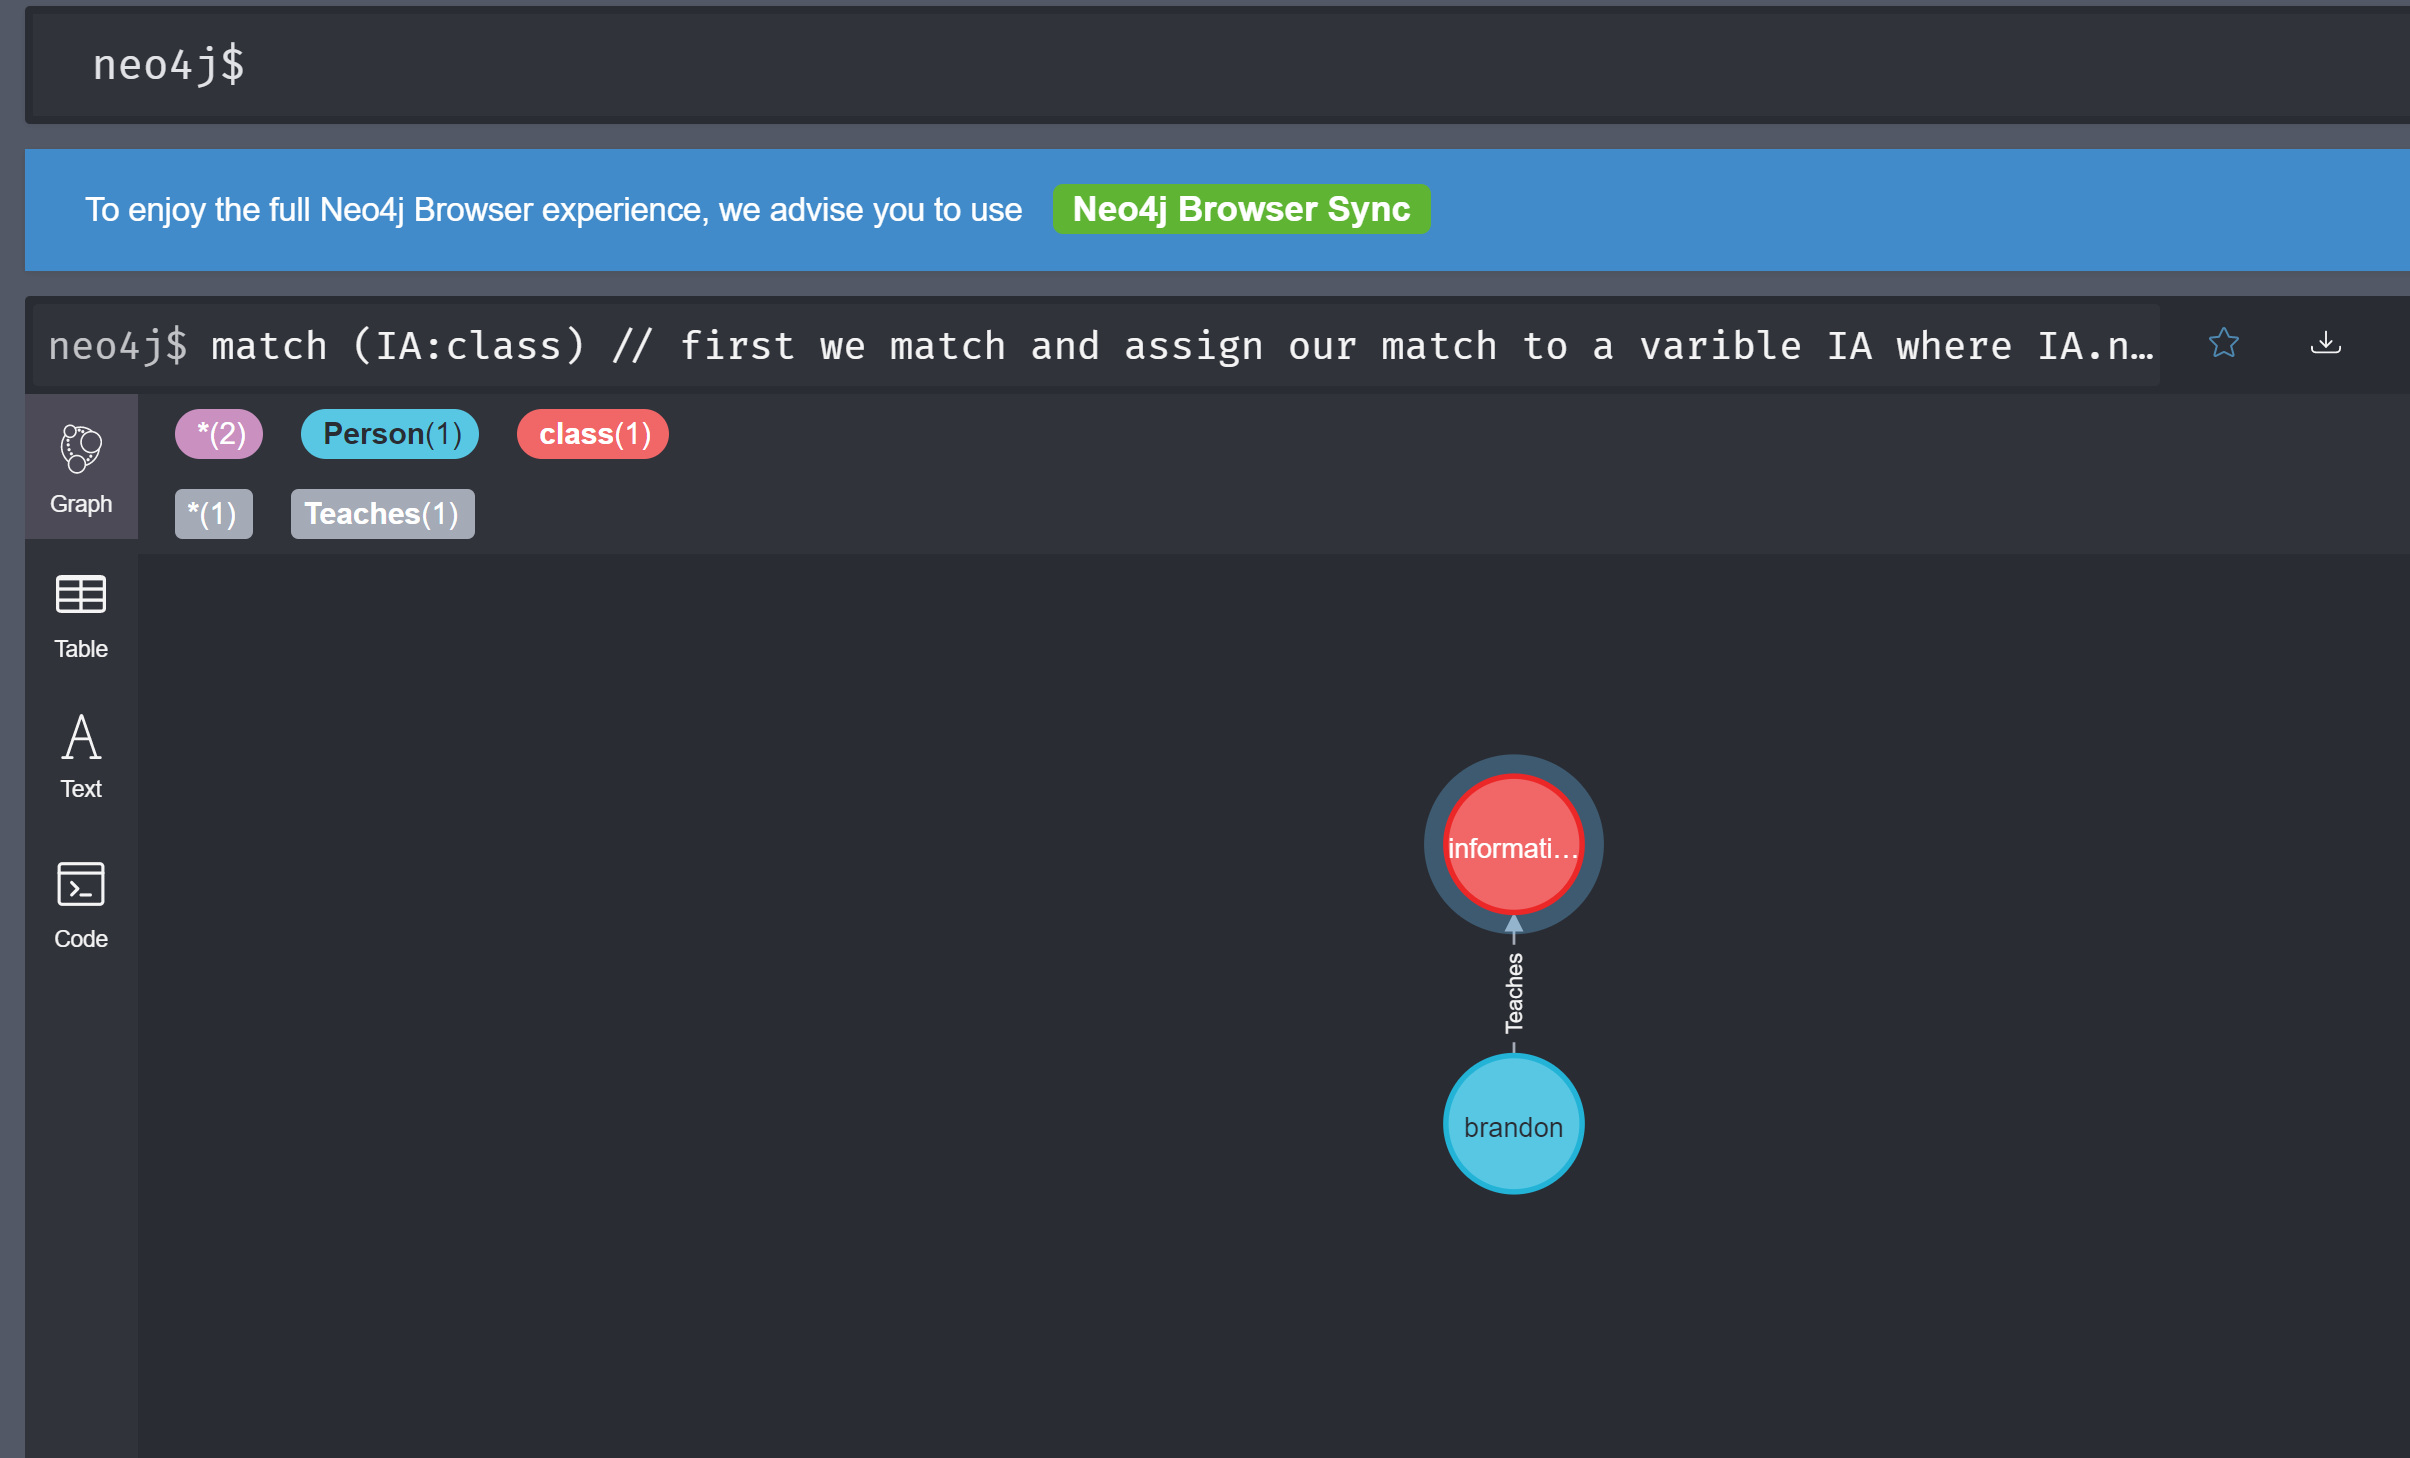 neo4j$
To enjoy the full Neo4j Browser experience, we advise you to use Neo4j Browser Sync
neo4j$ match (IA:class) // first we match and assign our match to a varible IA where IA.n…
*(2) Person(1) class(1)
*(1) Teaches(1)
Graph
Table
Text
Code
informati…
Teaches
brandon